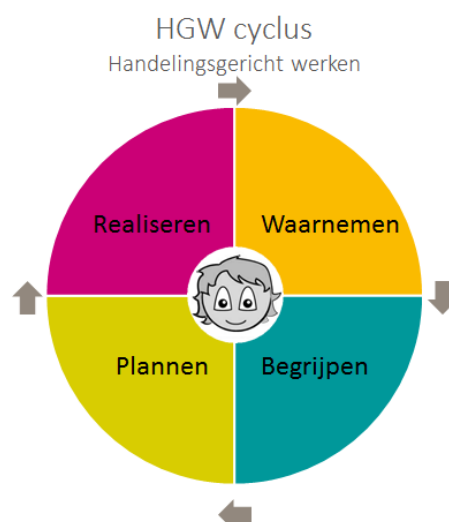 HGW cyclus
Handelingsgericht werken
Realiseren
Waarnemen
Plannen
Begrijpen